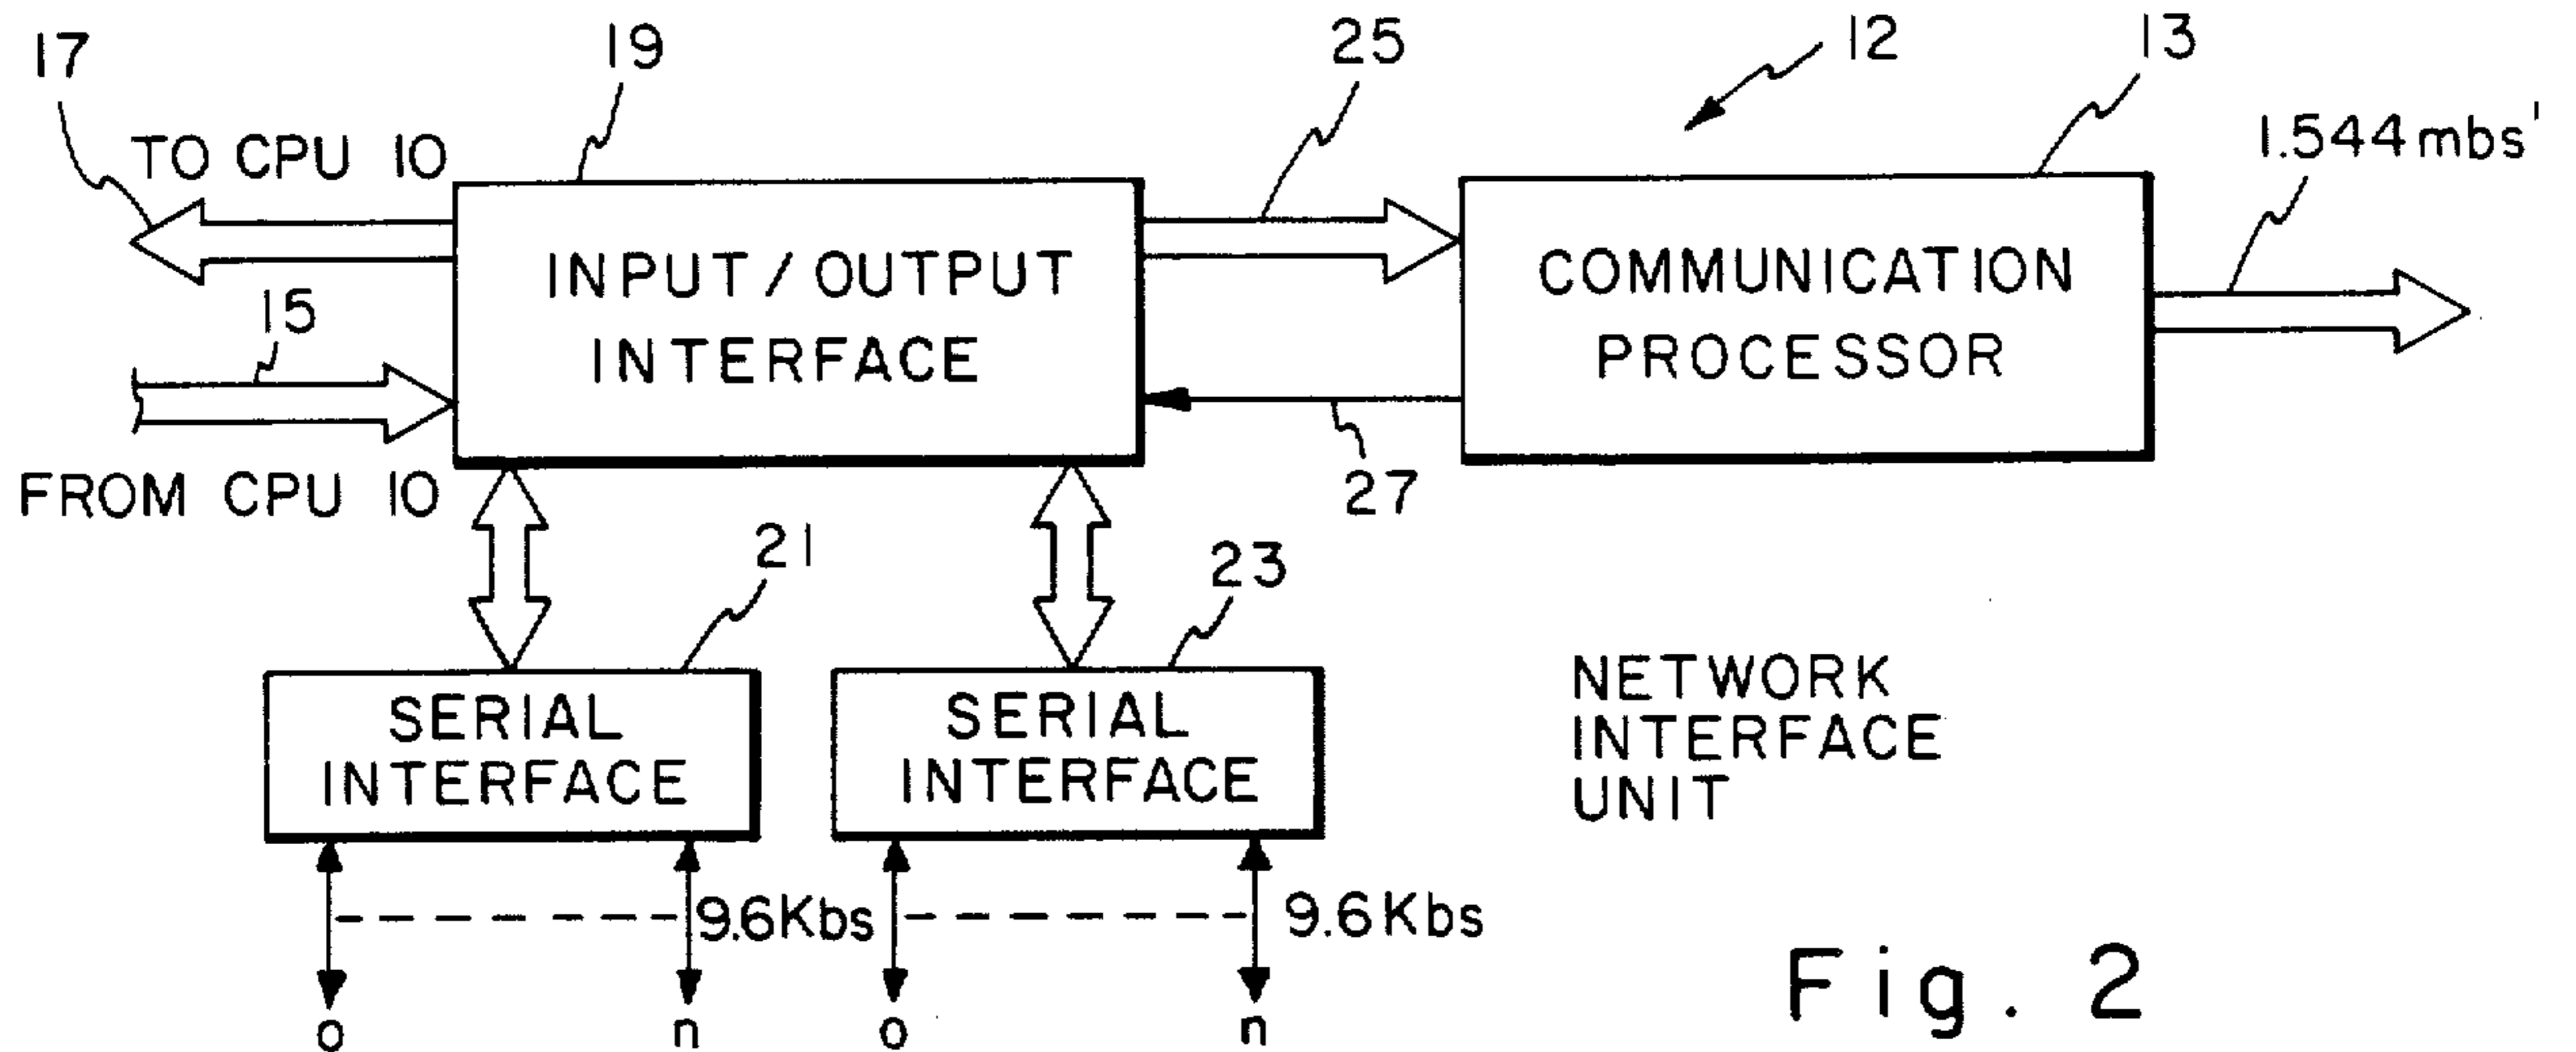 17
19
25
12
13
TO CPU 10
1.544 mbs'
INPUT / OUTPUT
INTERFACE
COMMUNICATION
PROCESSOR
15
FROM CPU 10
27
21
23
SERIAL
INTERFACE
SERIAL
INTERFACE
NETWORK
INTERFACE
UNIT
9.6Kbs
9.6Kbs
o
n
o
n
Fig. 2